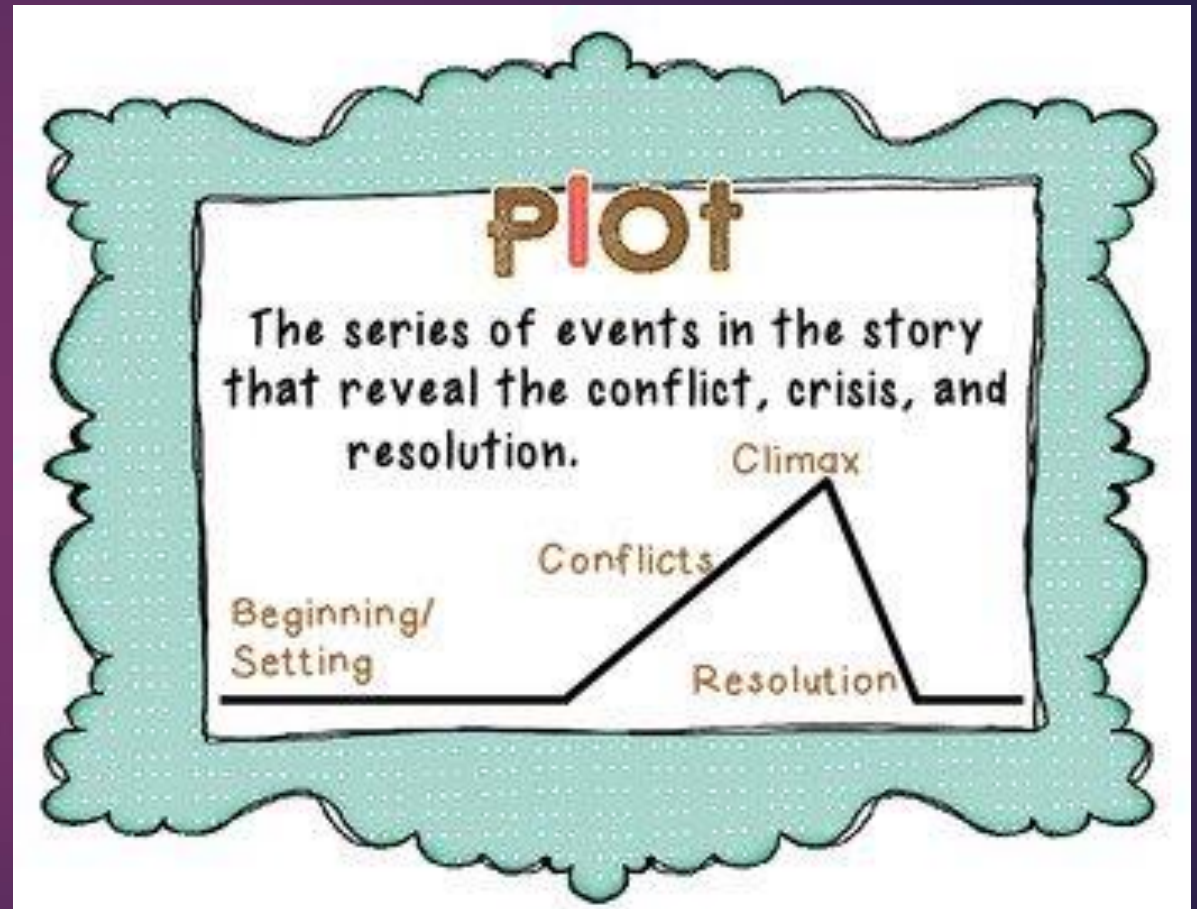 Plot
The series of events in the story
that reveal the conflict, crisis, and
resolution.
Climax
Conflicts
Beginning/
Setting
Resolution